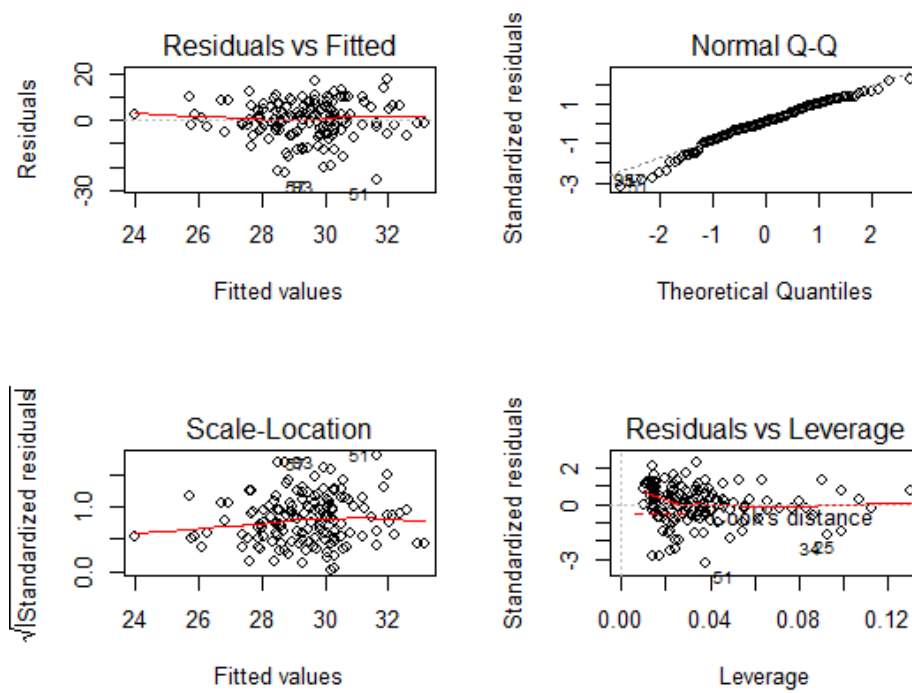 Residuals vs Fitted
Residuals
20
0
-30
51
24 26 28 30 32
Fitted values
Normal Q-Q
Standardized residuals
1
-1
-3
51
-2 -1 0 1 2
Theoretical Quantiles
Scale-Location
√|Standardized residuals|
1.0
0.0
51
24 26 28 30 32
Fitted values
Residuals vs Leverage
Standardized residuals
2
0
-3
Cook's distance
34 25
51
0.00 0.04 0.08 0.12
Leverage